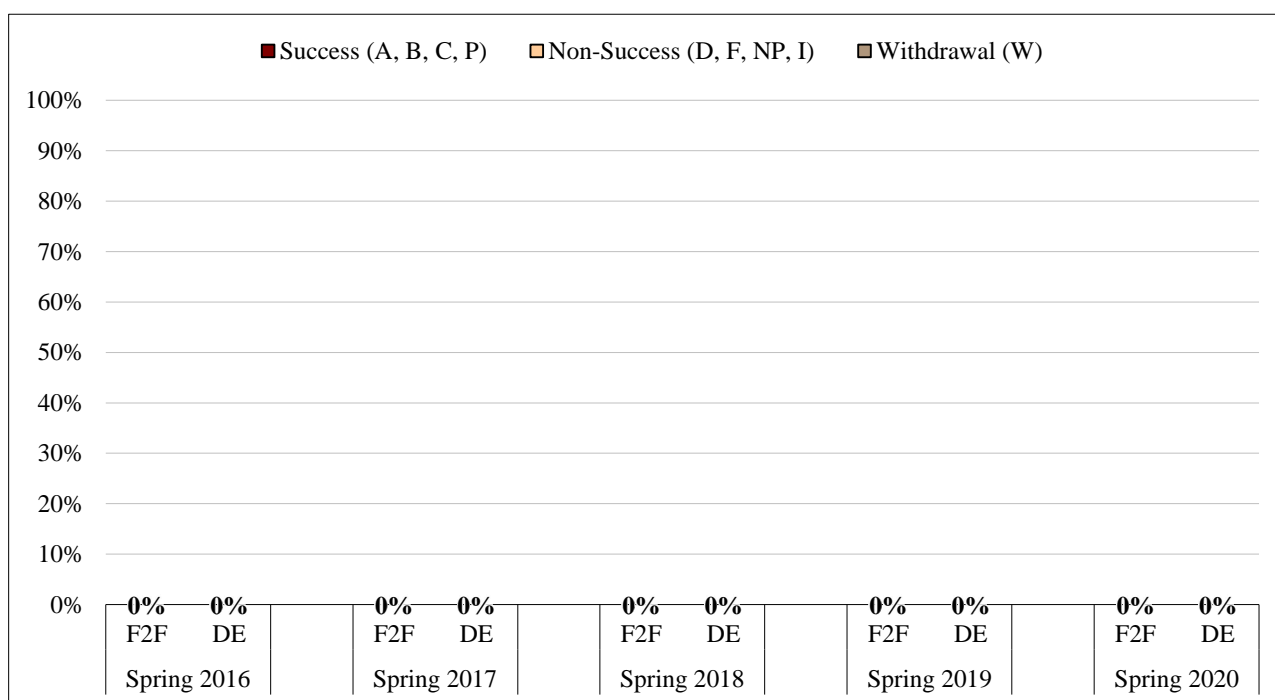 Success (A, B, C, P) Non-Success (D, F, NP, I) Withdrawal (W)
100%
90%
80%
70%
60%
50%
40%
30%
20%
10%
0% 0% 0% 0% 0% 0% 0% 0% 0% 0% 0%
F2F DE F2F DE F2F DE F2F DE F2F DE
Spring 2016 Spring 2017 Spring 2018 Spring 2019 Spring 2020